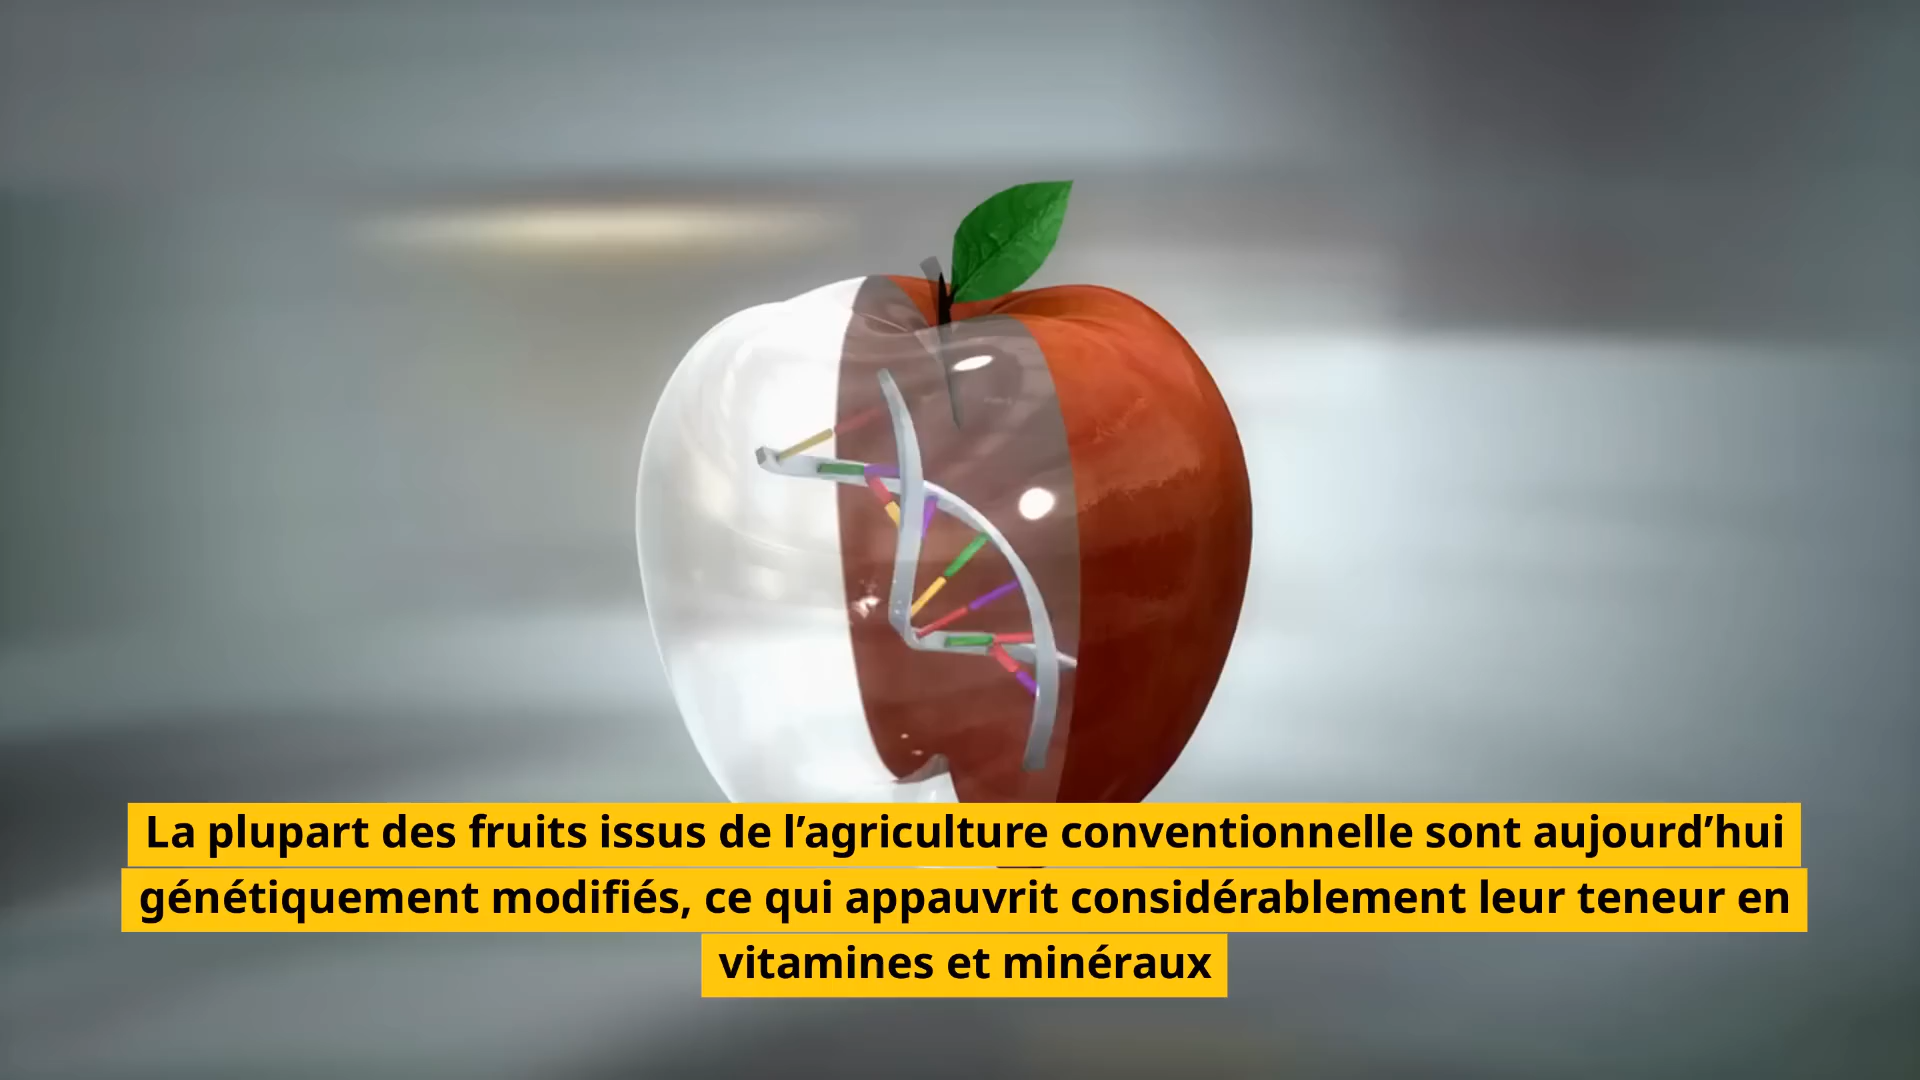 La plupart des fruits issus de l’agriculture conventionnelle sont aujourd’hui
génétiquement modifiés, ce qui appauvrit considérablement leur teneur en
vitamines et minéraux